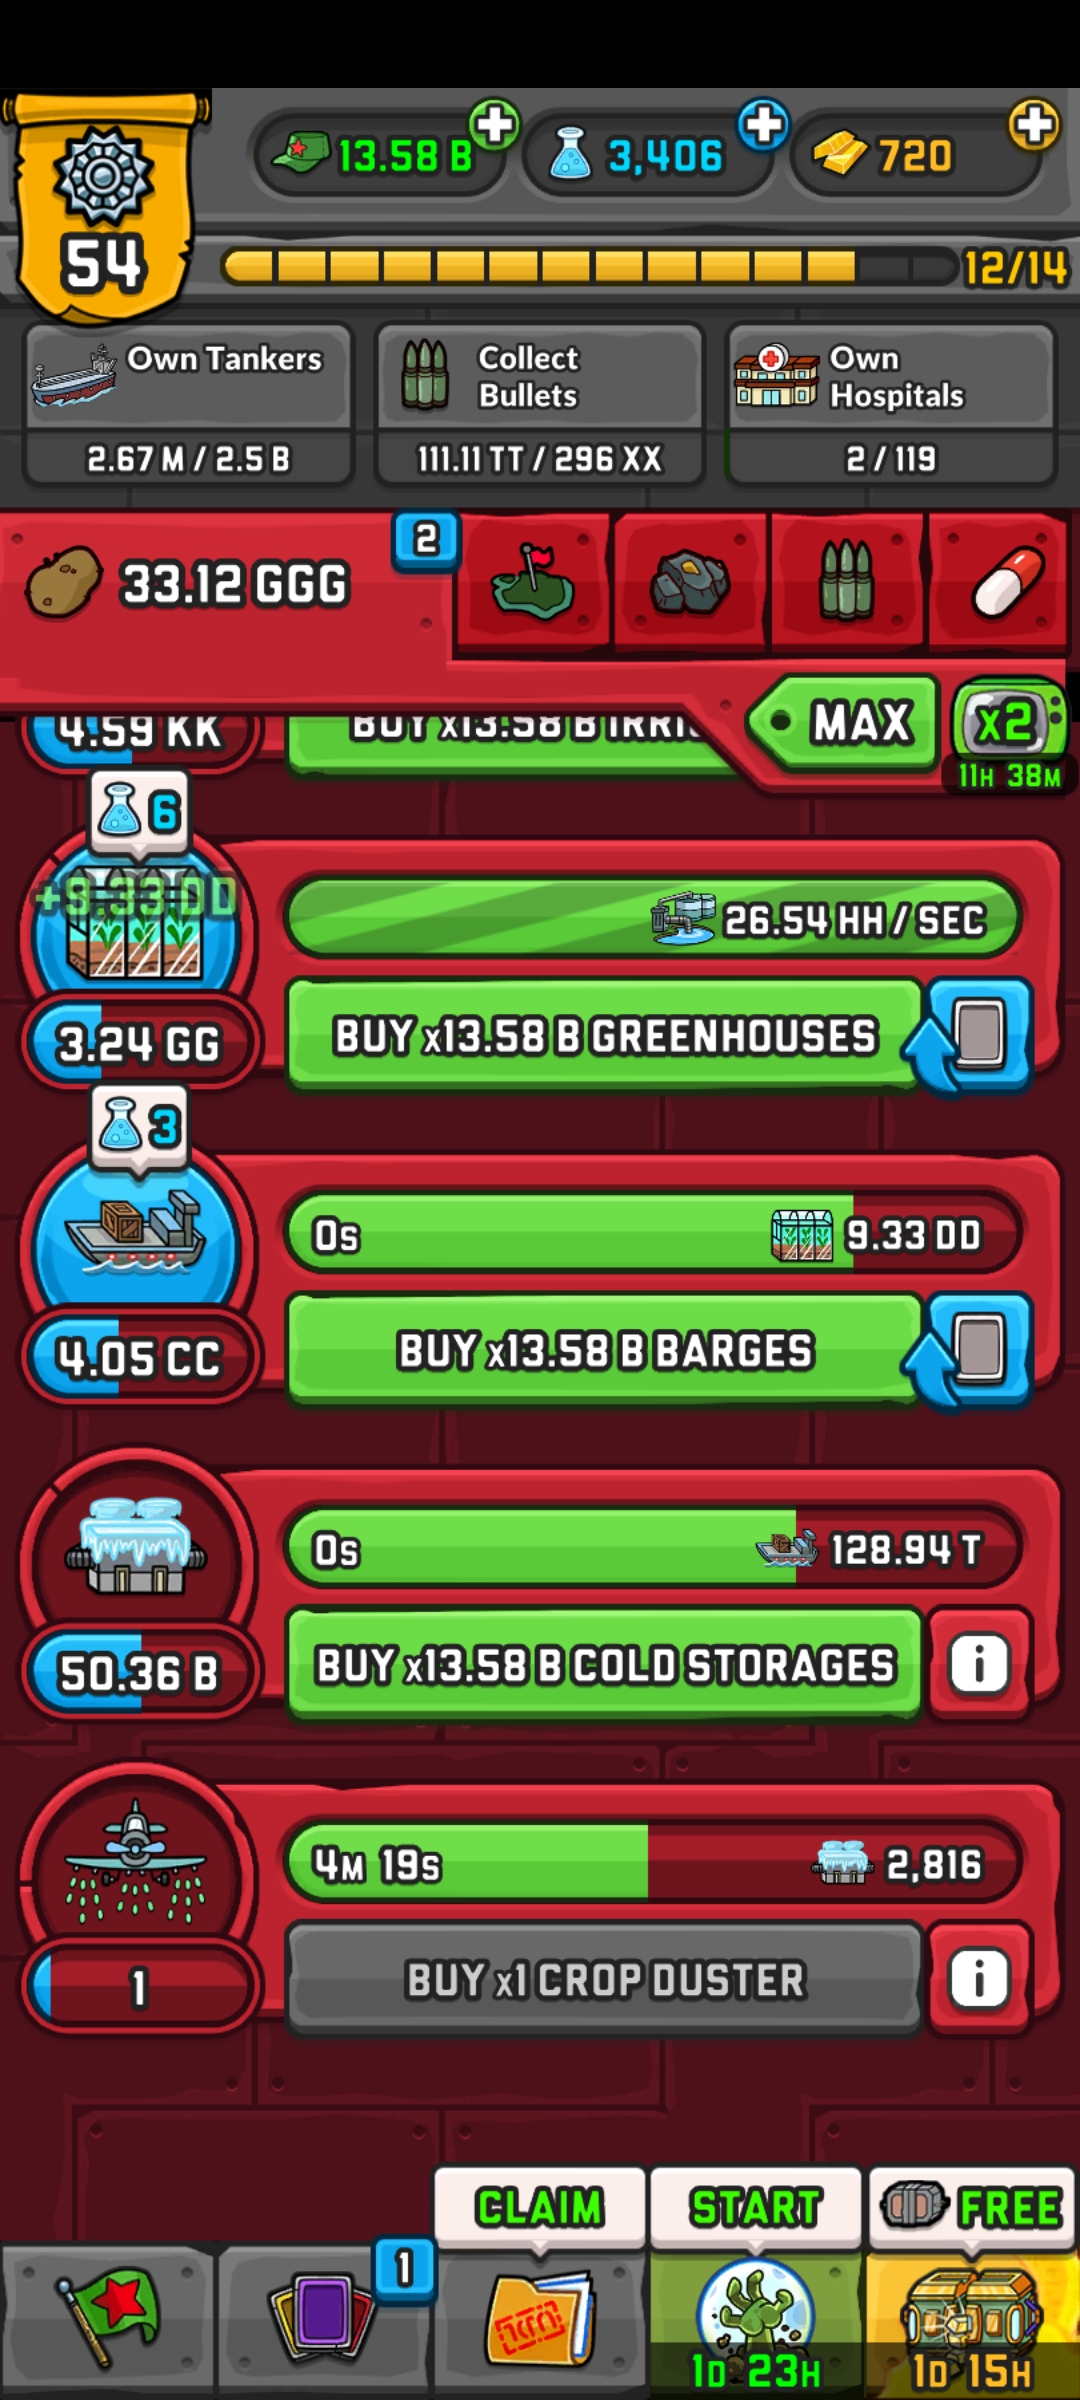 13.58 B
3,406
720
54
12/14
Own Tankers
2.67 M / 2.5 B
Collect
Bullets
111.11 TT / 296 XX
Own
Hospitals
2 / 119
33.12 GGG
2
MAX
x2
11H 38M
4.59 KK
BUY x13.58 B IRRI
6
+9.33 DD
26.54 HH / SEC
3.24 GG
BUY x13.58 B GREENHOUSES
3
0s
9.33 DD
4.05 CC
BUY x13.58 B BARGES
0s
128.94 T
50.36 B
BUY x13.58 B COLD STORAGES
i
4M 19s
2,816
1
BUY x1 CROP DUSTER
i
CLAIM
START
FREE
1
1D 23H
1D 15H